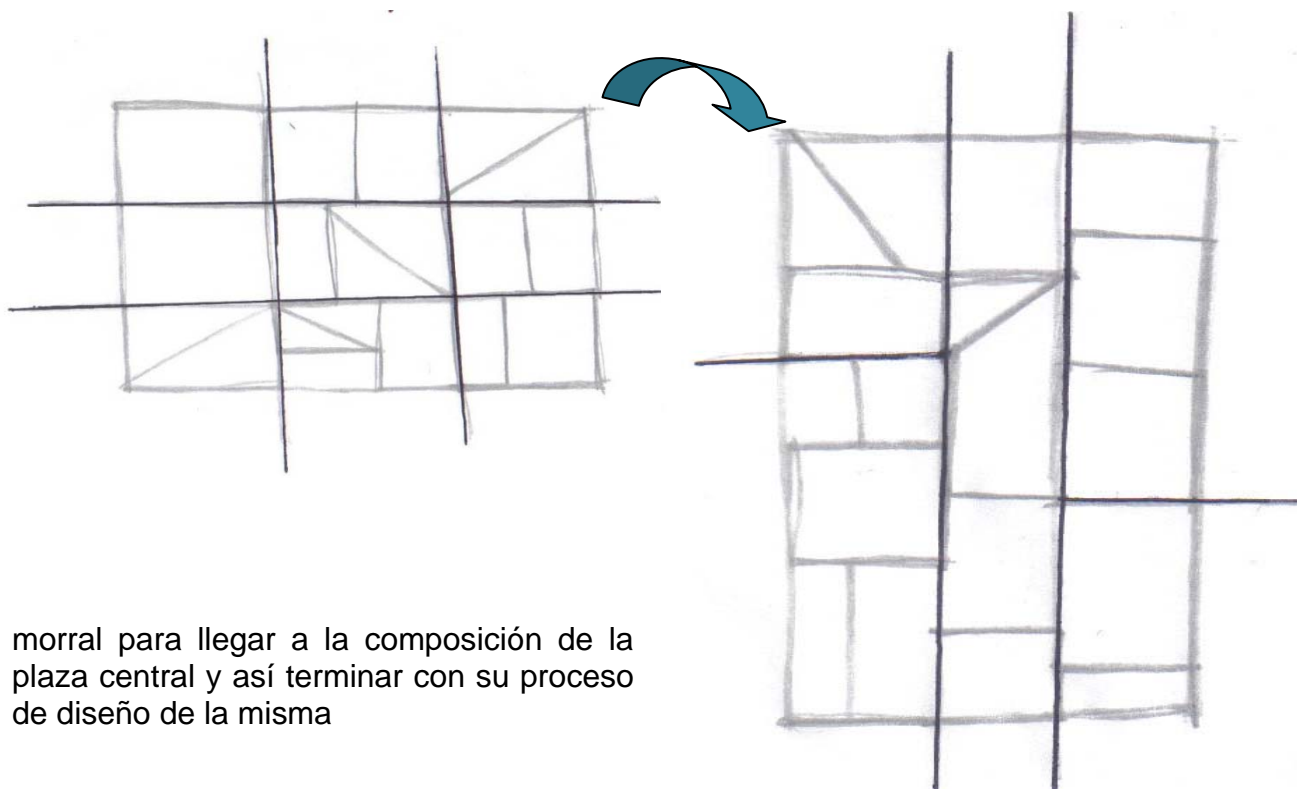 morral para llegar a la composición de la
plaza central y así terminar con su proceso
de diseño de la misma